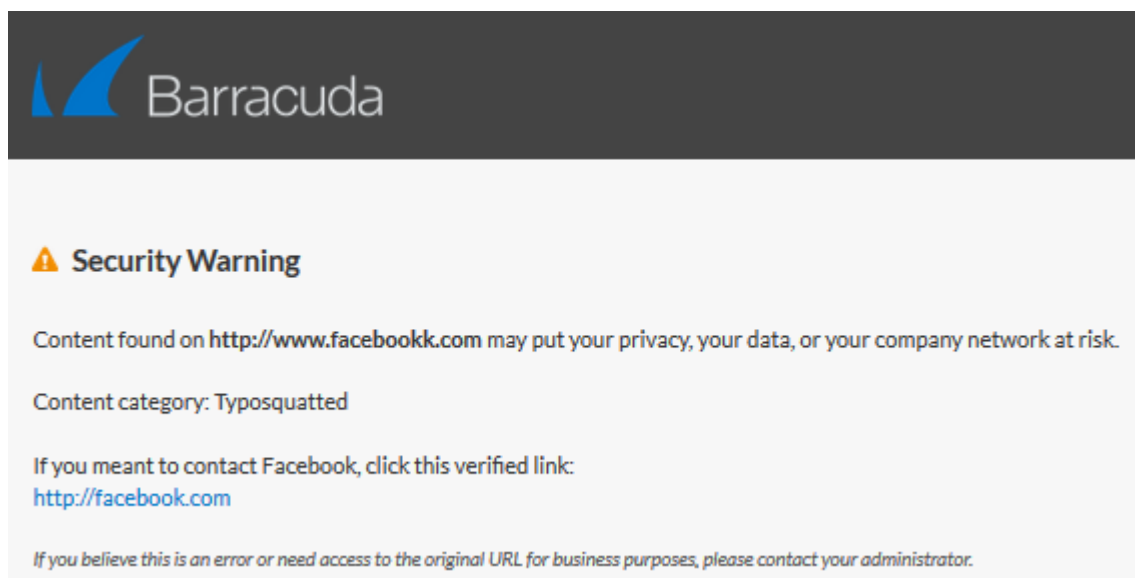 Barracuda
Security Warning
Content found on http://www.facebookk.com may put your privacy, your data, or your company network at risk.
Content category: Typosquatted
If you meant to contact Facebook, click this verified link:
http://facebook.com
If you believe this is an error or need access to the original URL for business purposes, please contact your administrator.